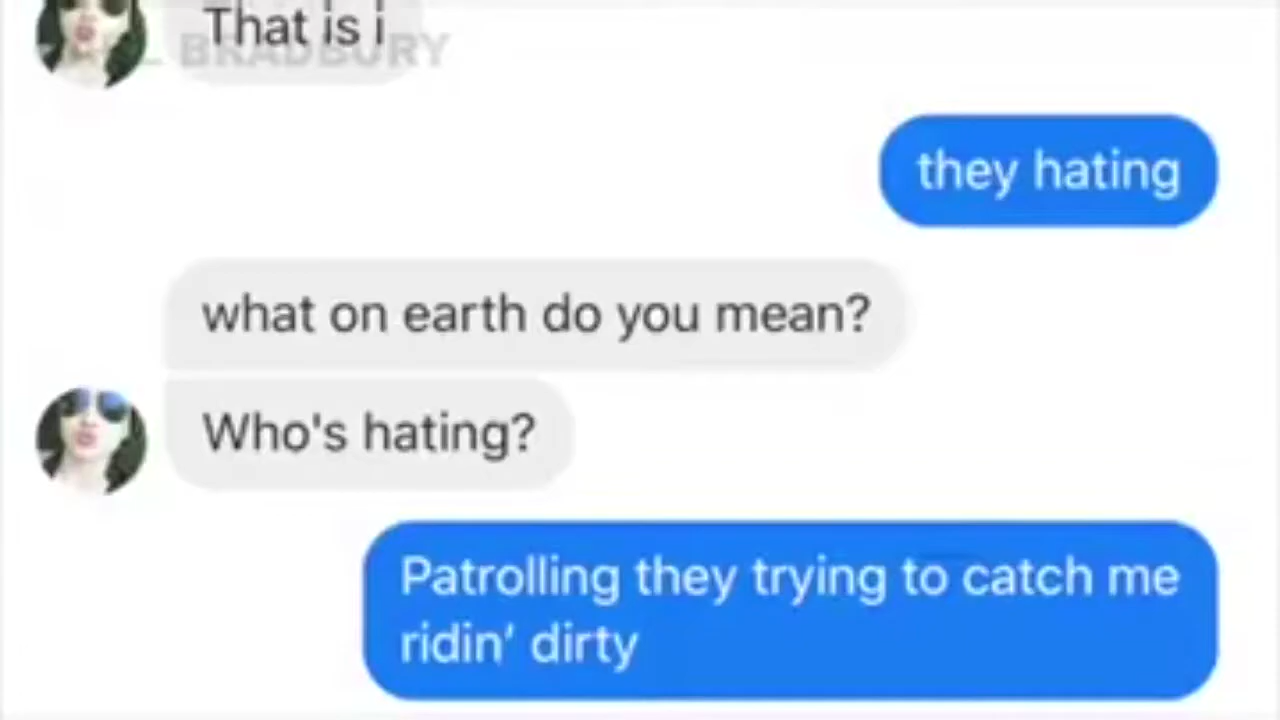 That is i
BRADBURY
they hating
what on earth do you mean?
Who's hating?
Patrolling they trying to catch me
ridin' dirty